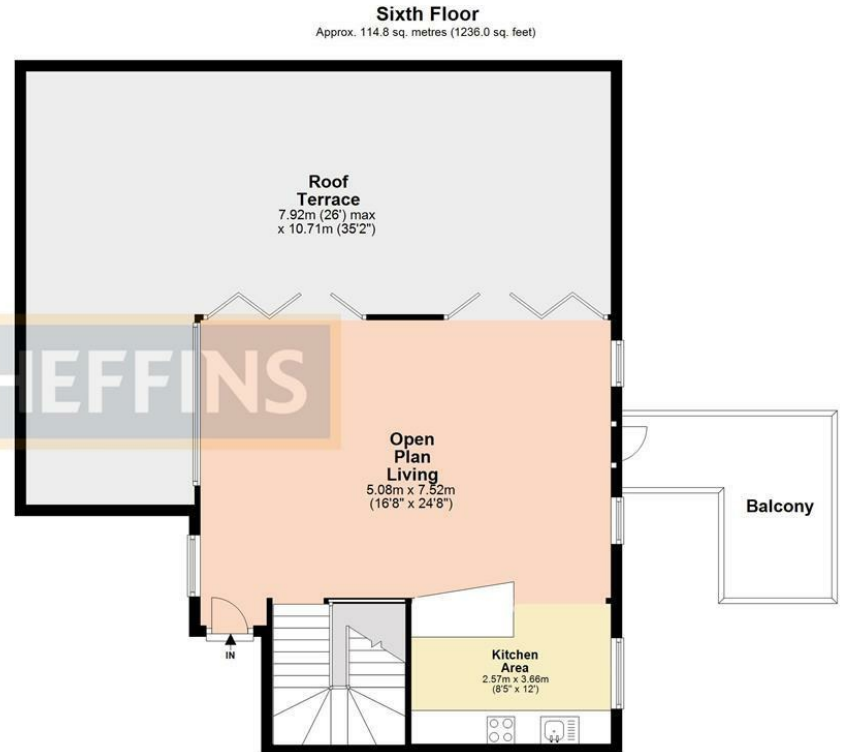 Sixth Floor
Approx. 114.8 sq. metres (1236.0 sq. feet)
Roof
Terrace
7.92m (26') max
x 10.71m (35'2")
HEFFINS
Open
Plan
Living
5.08m x 7.52m
(16'8" x 24'8")
Balcony
IN
Kitchen
Area
2.57m x 3.66m
(8'5" x 12')